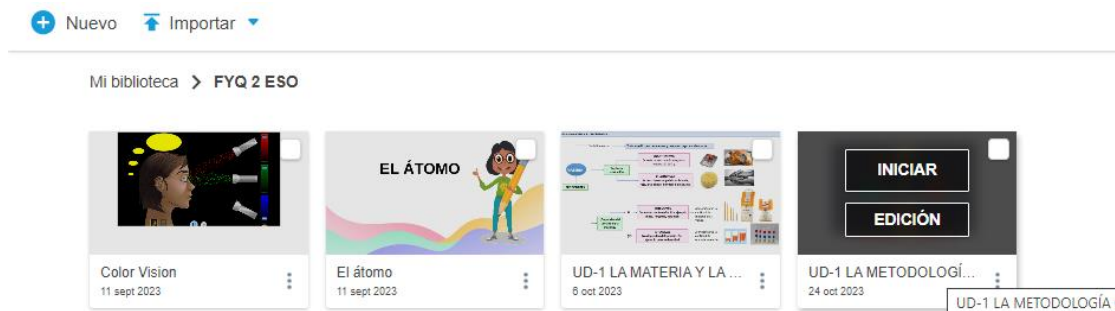 Nuevo Importar
Mi biblioteca > FYQ 2 ESO
EL ÁTOMO
INICIAR
EDICIÓN
Color Vision
11 sept 2023
El átomo
11 sept 2023
UD-1 LA MATERIA Y LA ...
6 oct 2023
UD-1 LA METODOLOGÍ...
24 oct 2023
UD-1 LA METODOLOGÍA